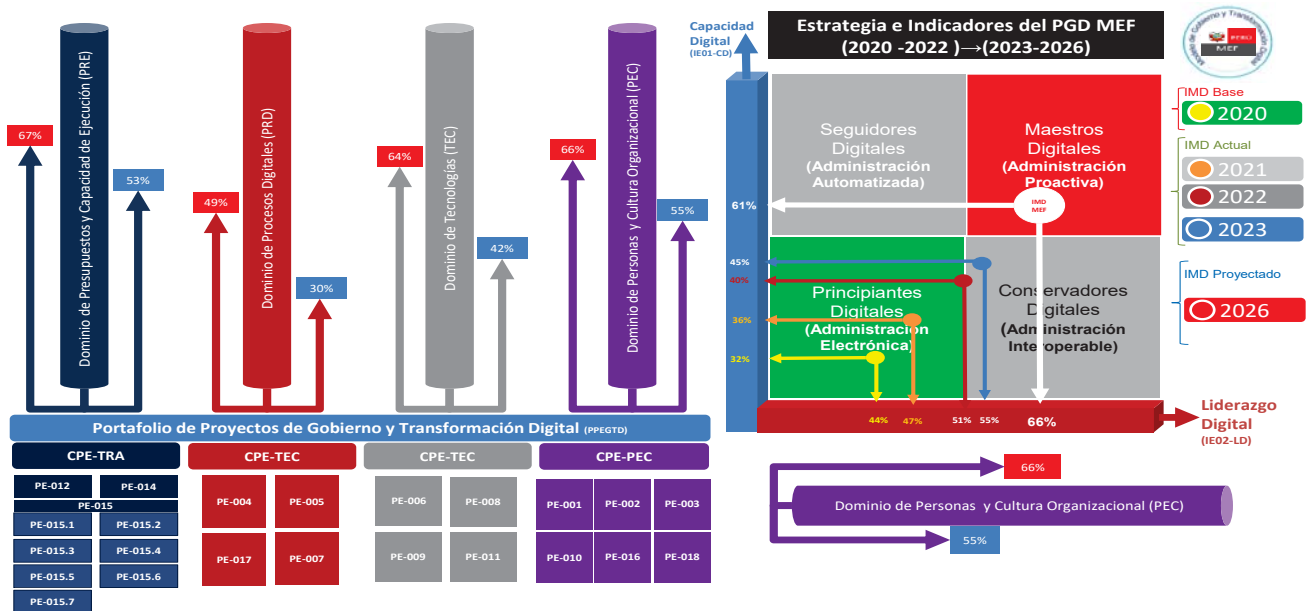 67%
Dominio de Presupuestos y Capacidad de Ejecución (PRE)
53%
49%
Dominio de Procesos Digitales (PRD)
30%
64%
Dominio de Tecnologías (TEC)
42%
66%
Dominio de Personas y Cultura Organizacional (PEC)
55%
Portafolio de Proyectos de Gobierno y Transformación Digital (PPEGTD)
CPE-TRA
PE-012
PE-014
PE-015
PE-015.1
PE-015.2
PE-015.3
PE-015.4
PE-015.5
PE-015.6
PE-015.7
CPE-TEC
PE-004
PE-005
PE-017
PE-007
CPE-TEC
PE-006
PE-008
PE-009
PE-011
CPE-PEC
PE-001
PE-002
PE-003
PE-010
PE-016
PE-018
Capacidad
Digital
(IE01-CD)
Estrategia e Indicadores del PGD MEF
(2020 -2022 )→(2023-2026)
Modelo de Gobierno y Transformación Digital
PERÚ
MEF
Seguidores
Digitales
(Administración
Automatizada)
Maestros
Digitales
(Administración
Proactiva)
IMD
MEF
61%
45%
40%
36%
32%
Principiantes
Digitales
(Administración
Electrónica)
Conservadores
Digitales
(Administración
Interoperable)
44%
47%
51%
55%
66%
Liderazgo
Digital
(IE02-LD)
IMD Base
2020
IMD Actual
2021
2022
2023
IMD Proyectado
2026
66%
Dominio de Personas y Cultura Organizacional (PEC)
55%